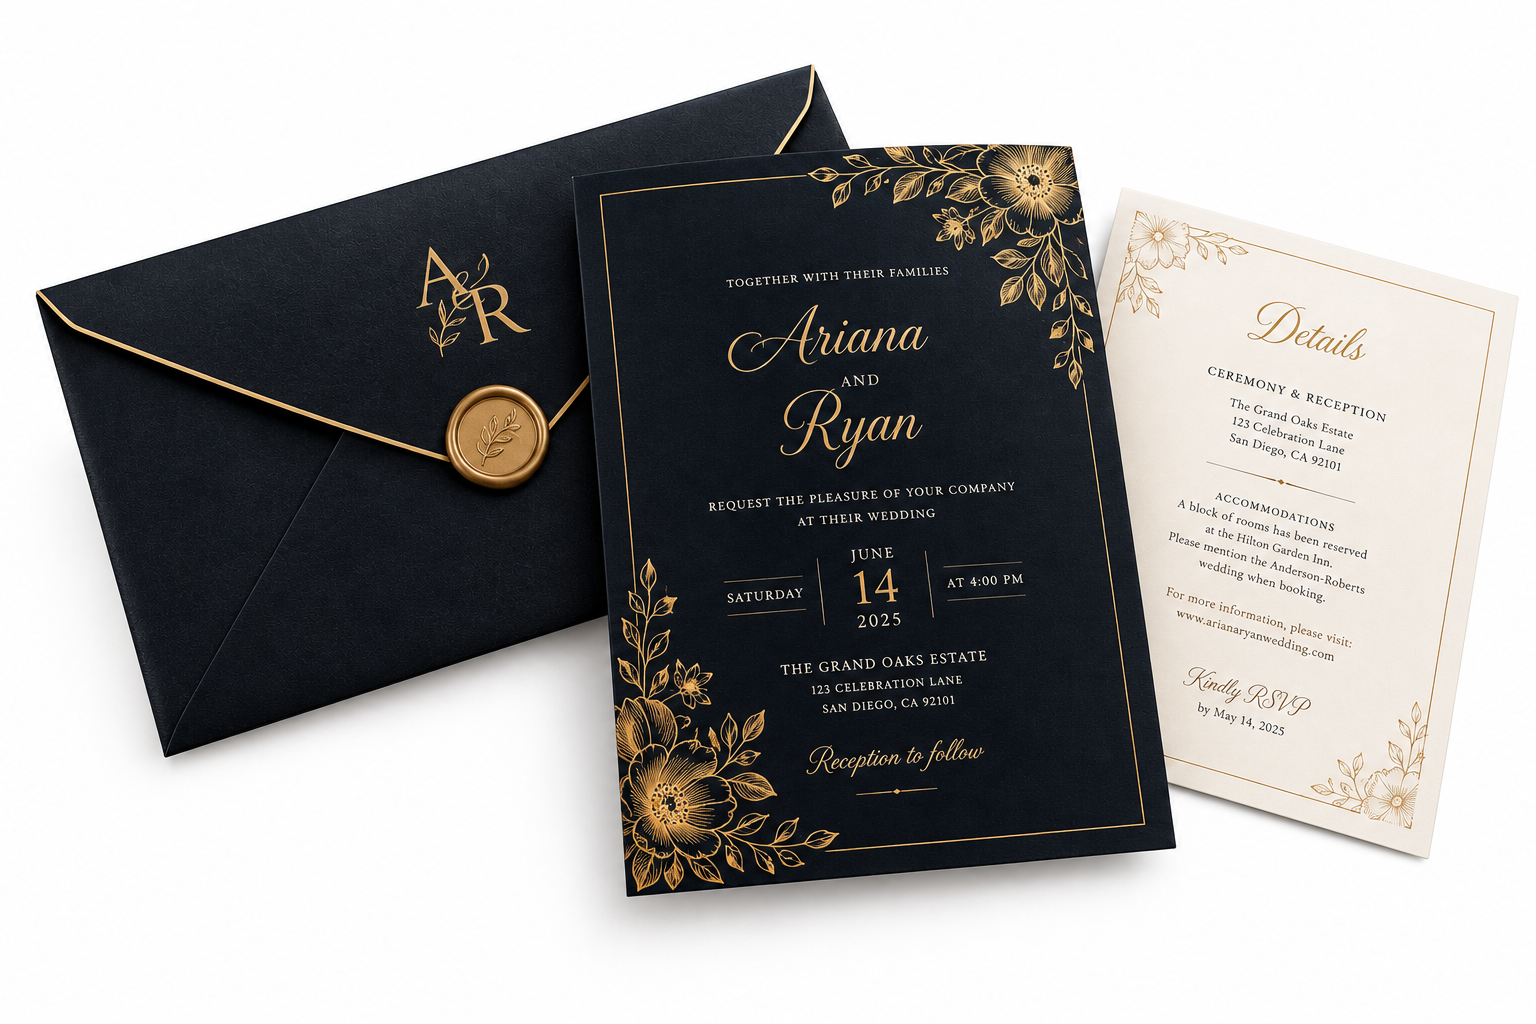 A&R
TOGETHER WITH THEIR FAMILIES
Ariana
AND
Ryan
REQUEST THE PLEASURE OF YOUR COMPANY
AT THEIR WEDDING
SATURDAY
JUNE
14
2025
AT 4:00 PM
THE GRAND OAKS ESTATE
123 CELEBRATION LANE
SAN DIEGO, CA 92101
Reception to follow
Details
CEREMONY & RECEPTION
The Grand Oaks Estate
123 Celebration Lane
San Diego, CA 92101
ACCOMMODATIONS
A block of rooms has been reserved
at the Hilton Garden Inn.
Please mention the Anderson-Roberts
wedding when booking.
For more information, please visit:
www.arianaryanwedding.com
Kindly RSVP
by May 14, 2025